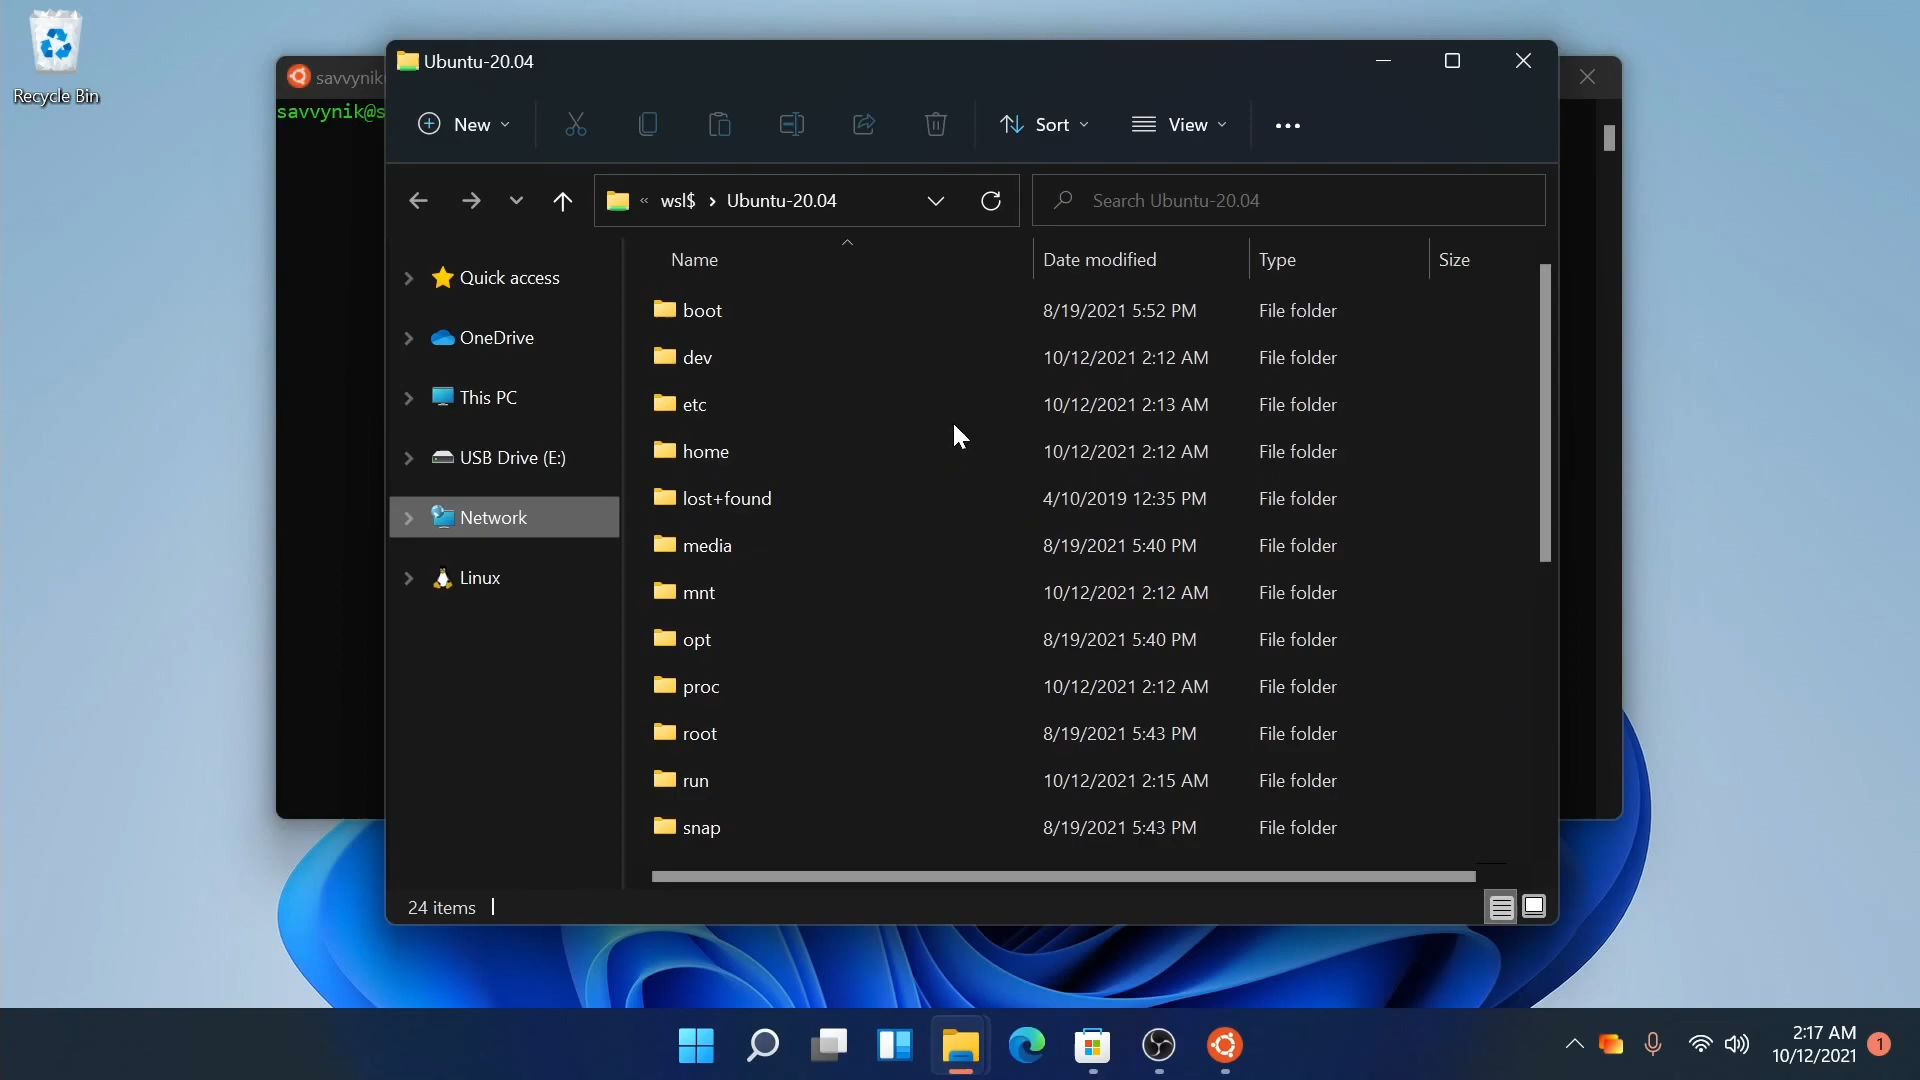 Recycle Bin
savvynik
savvynik@s
Ubuntu-20.04
New
Sort
View
« wsl$ › Ubuntu-20.04
Search Ubuntu-20.04
Name Date modified Type Size
Quick access
OneDrive
This PC
USB Drive (E:)
Network
Linux
boot 8/19/2021 5:52 PM File folder
dev 10/12/2021 2:12 AM File folder
etc 10/12/2021 2:13 AM File folder
home 10/12/2021 2:12 AM File folder
lost+found 4/10/2019 12:35 PM File folder
media 8/19/2021 5:40 PM File folder
mnt 10/12/2021 2:12 AM File folder
opt 8/19/2021 5:40 PM File folder
proc 10/12/2021 2:12 AM File folder
root 8/19/2021 5:43 PM File folder
run 10/12/2021 2:15 AM File folder
snap 8/19/2021 5:43 PM File folder
24 items
2:17 AM
10/12/2021
1